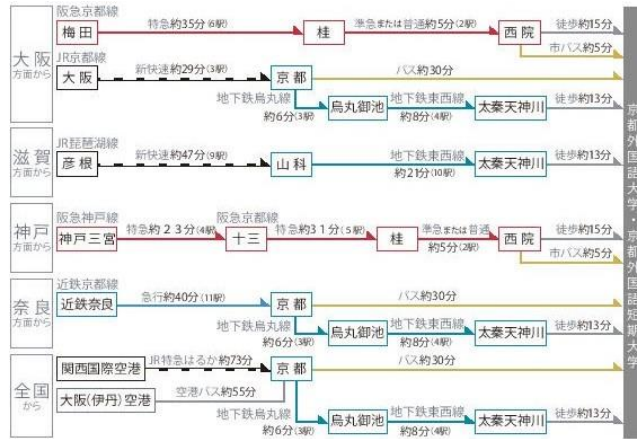 阪急京都線
大阪
方面から
梅田
特急約35分(6駅)
桂
準急または普通約5分(2駅)
西院
徒歩約15分
市バス約5分
JR京都線
大阪
新快速約29分(3駅)
京都
バス約30分
地下鉄烏丸線
約6分(3駅)
烏丸御池
地下鉄東西線
約8分(4駅)
太秦天神川
徒歩約13分
JR琵琶湖線
滋賀
方面から
彦根
新快速約47分(9駅)
山科
地下鉄東西線
約21分(10駅)
太秦天神川
徒歩約13分
阪急神戸線
神戸
方面から
神戸三宮
特急約23分(4駅)
阪急京都線
十三
特急約31分(5駅)
桂
準急または普通
約5分(2駅)
西院
徒歩約15分
市バス約5分
近鉄京都線
奈良
方面から
近鉄奈良
急行約40分(11駅)
京都
バス約30分
地下鉄烏丸線
約6分(3駅)
烏丸御池
地下鉄東西線
約8分(4駅)
太秦天神川
徒歩約13分
全国
から
関西国際空港
JR特急はるか約73分
京都
バス約30分
大阪(伊丹)空港
空港バス約55分
地下鉄烏丸線
約6分(3駅)
烏丸御池
地下鉄東西線
約8分(4駅)
太秦天神川
徒歩約13分
京都外国語大学・京都外国語短期大学